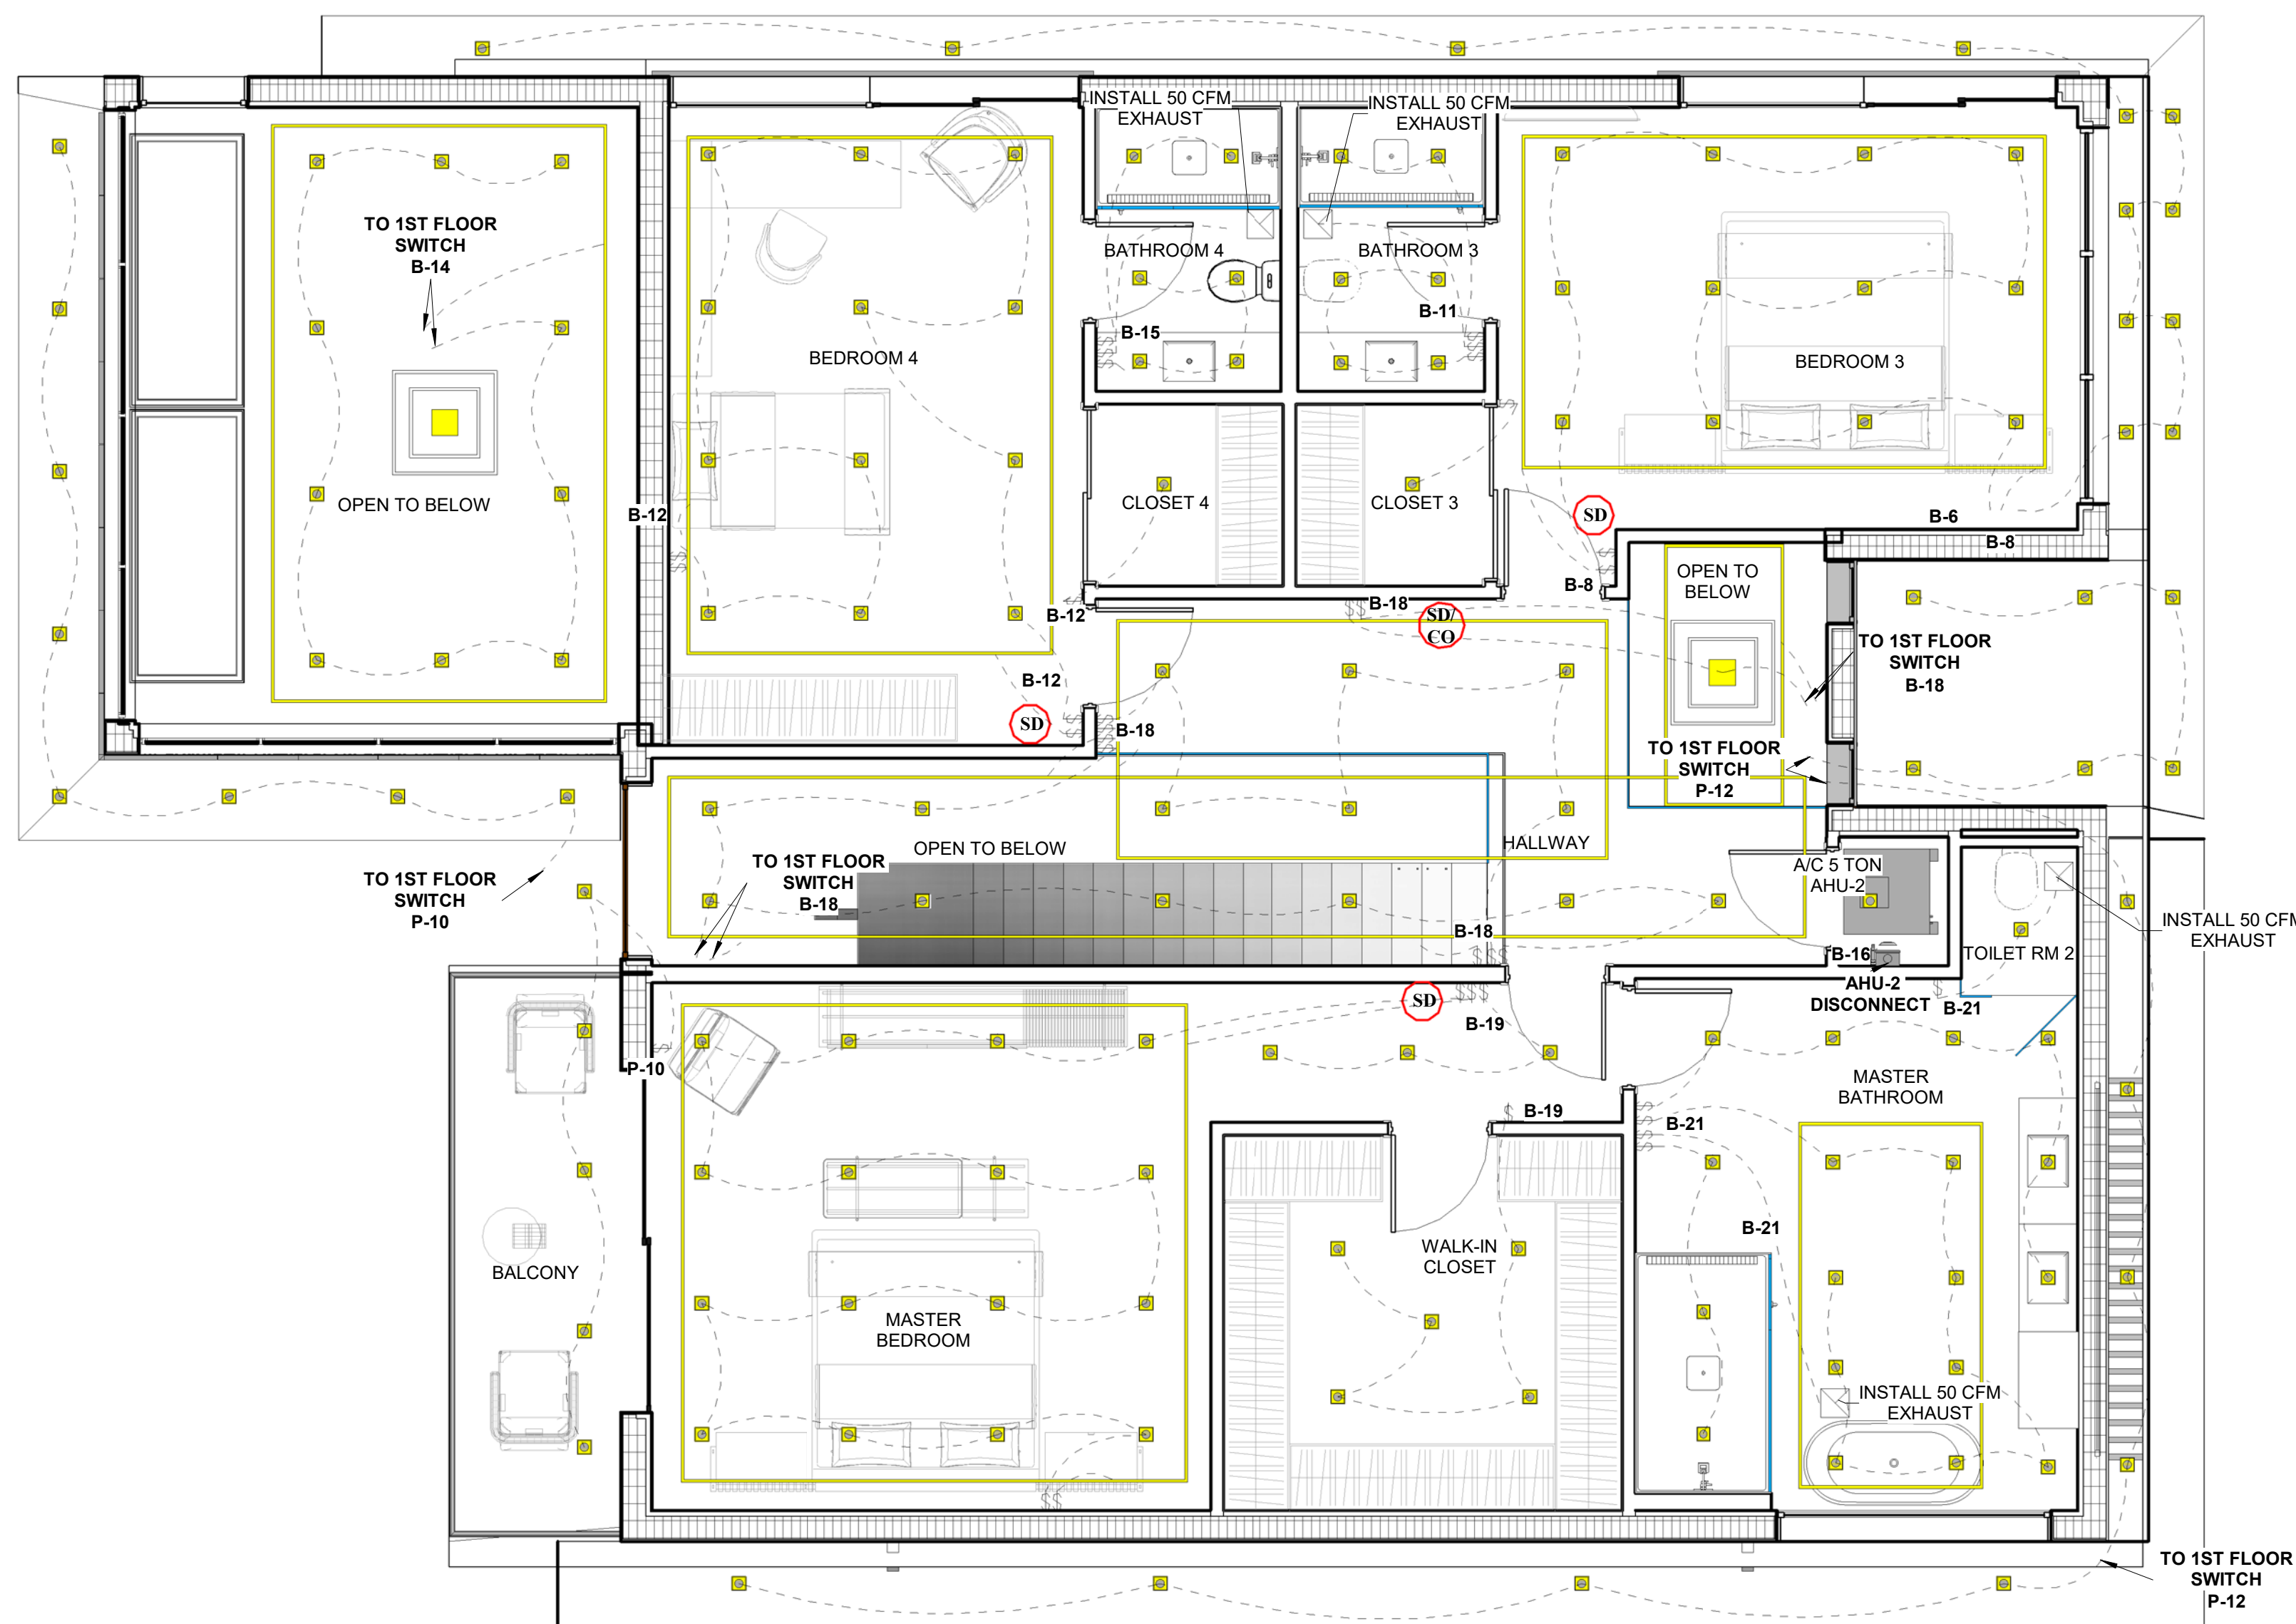 INSTALL 50 CFM
EXHAUST
INSTALL 50 CFM
EXHAUST
TO 1ST FLOOR
SWITCH
B-14
BATHROOM 4
BATHROOM 3
B-11
B-15
BEDROOM 4
BEDROOM 3
OPEN TO BELOW
B-12
CLOSET 4
CLOSET 3
SD
B-6
B-8
OPEN TO
BELOW
B-8
B-18
B-12
SD/
CO
TO 1ST FLOOR
SWITCH
B-18
B-12
SD
B-18
TO 1ST FLOOR
SWITCH
P-12
OPEN TO BELOW
HALLWAY
TO 1ST FLOOR
SWITCH
B-18
A/C 5 TON
AHU-2
TO 1ST FLOOR
SWITCH
P-10
B-18
INSTALL 50 CFM
EXHAUST
B-16
TOILET RM 2
AHU-2
DISCONNECT
B-21
SD
B-19
P-10
MASTER
BATHROOM
B-19
B-21
B-21
BALCONY
WALK-IN
CLOSET
MASTER
BEDROOM
INSTALL 50 CFM
EXHAUST
TO 1ST FLOOR
SWITCH
P-12